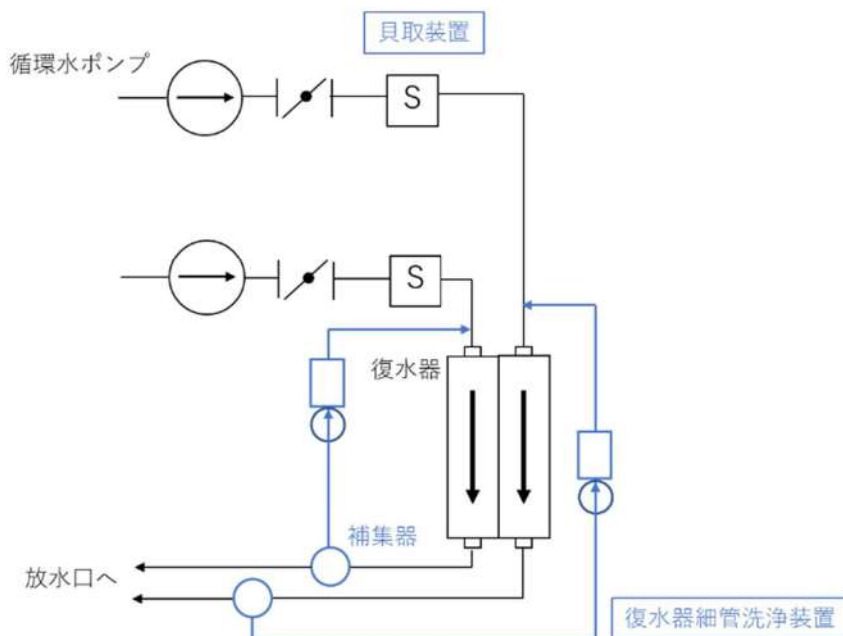 貝取装置
循環水ポンプ
S
S
復水器
補集器
放水口へ
復水器細管洗浄装置